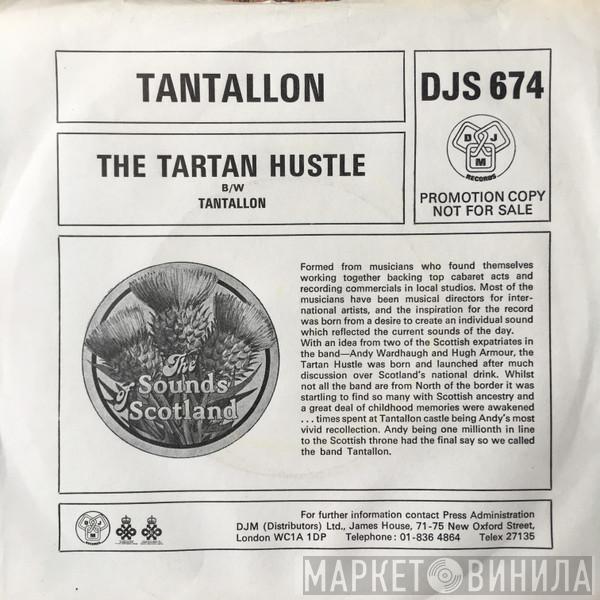 TANTALLON
DJS 674
THE TARTAN HUSTLE
B/W
TANTALLON
D J
M
RECORDS
PROMOTION COPY
NOT FOR SALE
The
Sounds
of
Scotland
Formed from musicians who found themselves
working together backing top cabaret acts and
recording commercials in local studios. Most of the
musicians have been musical directors for inter-
national artists, and the inspiration for the record
was born from a desire to create an individual sound
which reflected the current sounds of the day.
With an idea from two of the Scottish expatriates in
the band—Andy Wardhaugh and Hugh Armour, the
Tartan Hustle was born and launched after much
discussion over Scotland's national drink. Whilst
not all the band are from North of the border it was
startling to find so many with Scottish ancestry and
a great deal of childhood memories were awakened
. . . times spent at Tantallon castle being Andy's most
vivid recollection. Andy being one millionth in line
to the Scottish throne had the final say so we called
the band Tantallon.
For further information contact Press Administration
DJM (Distributors) Ltd., James House, 71-75 New Oxford Street,
London WC1A 1DP Telephone: 01-836 4864 Telex 27135
МАРКЕТ ВИНИЛА